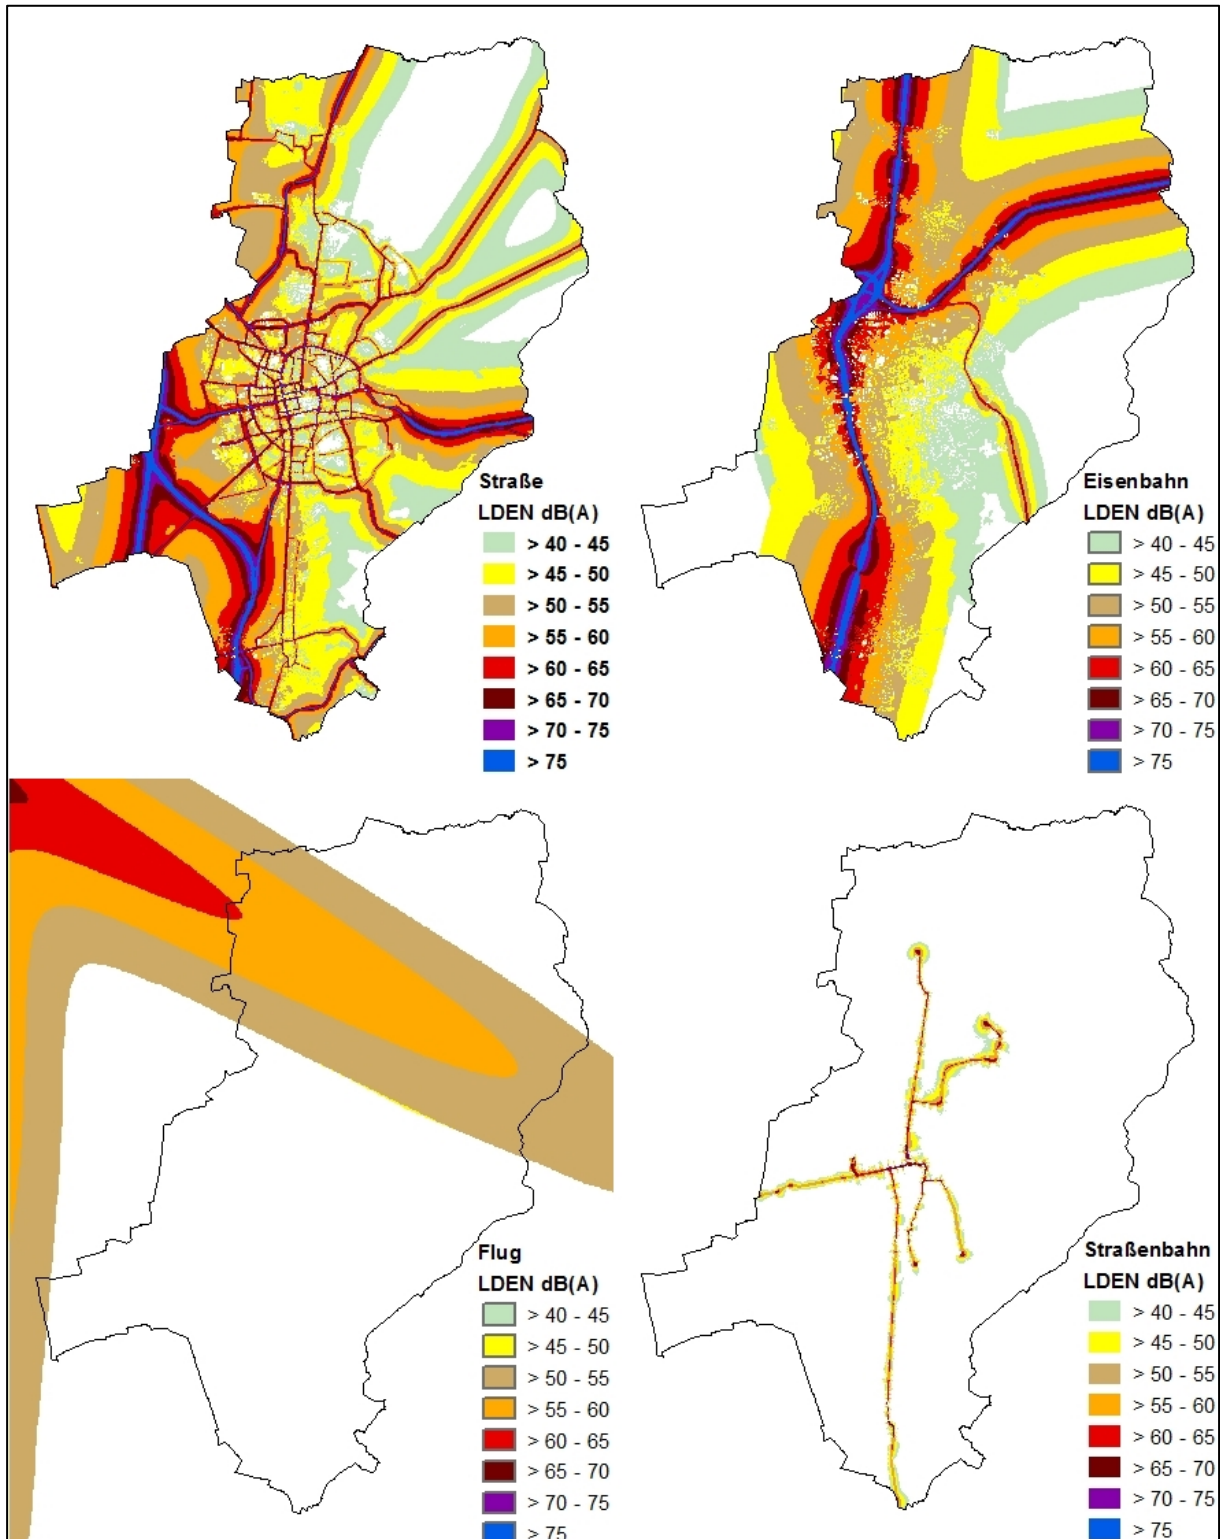 Straße
LDEN dB(A)
> 40 - 45
> 45 - 50
> 50 - 55
> 55 - 60
> 60 - 65
> 65 - 70
> 70 - 75
> 75
Eisenbahn
LDEN dB(A)
> 40 - 45
> 45 - 50
> 50 - 55
> 55 - 60
> 60 - 65
> 65 - 70
> 70 - 75
> 75
Flug
LDEN dB(A)
> 40 - 45
> 45 - 50
> 50 - 55
> 55 - 60
> 60 - 65
> 65 - 70
> 70 - 75
> 75
Straßenbahn
LDEN dB(A)
> 40 - 45
> 45 - 50
> 50 - 55
> 55 - 60
> 60 - 65
> 65 - 70
> 70 - 75
> 75